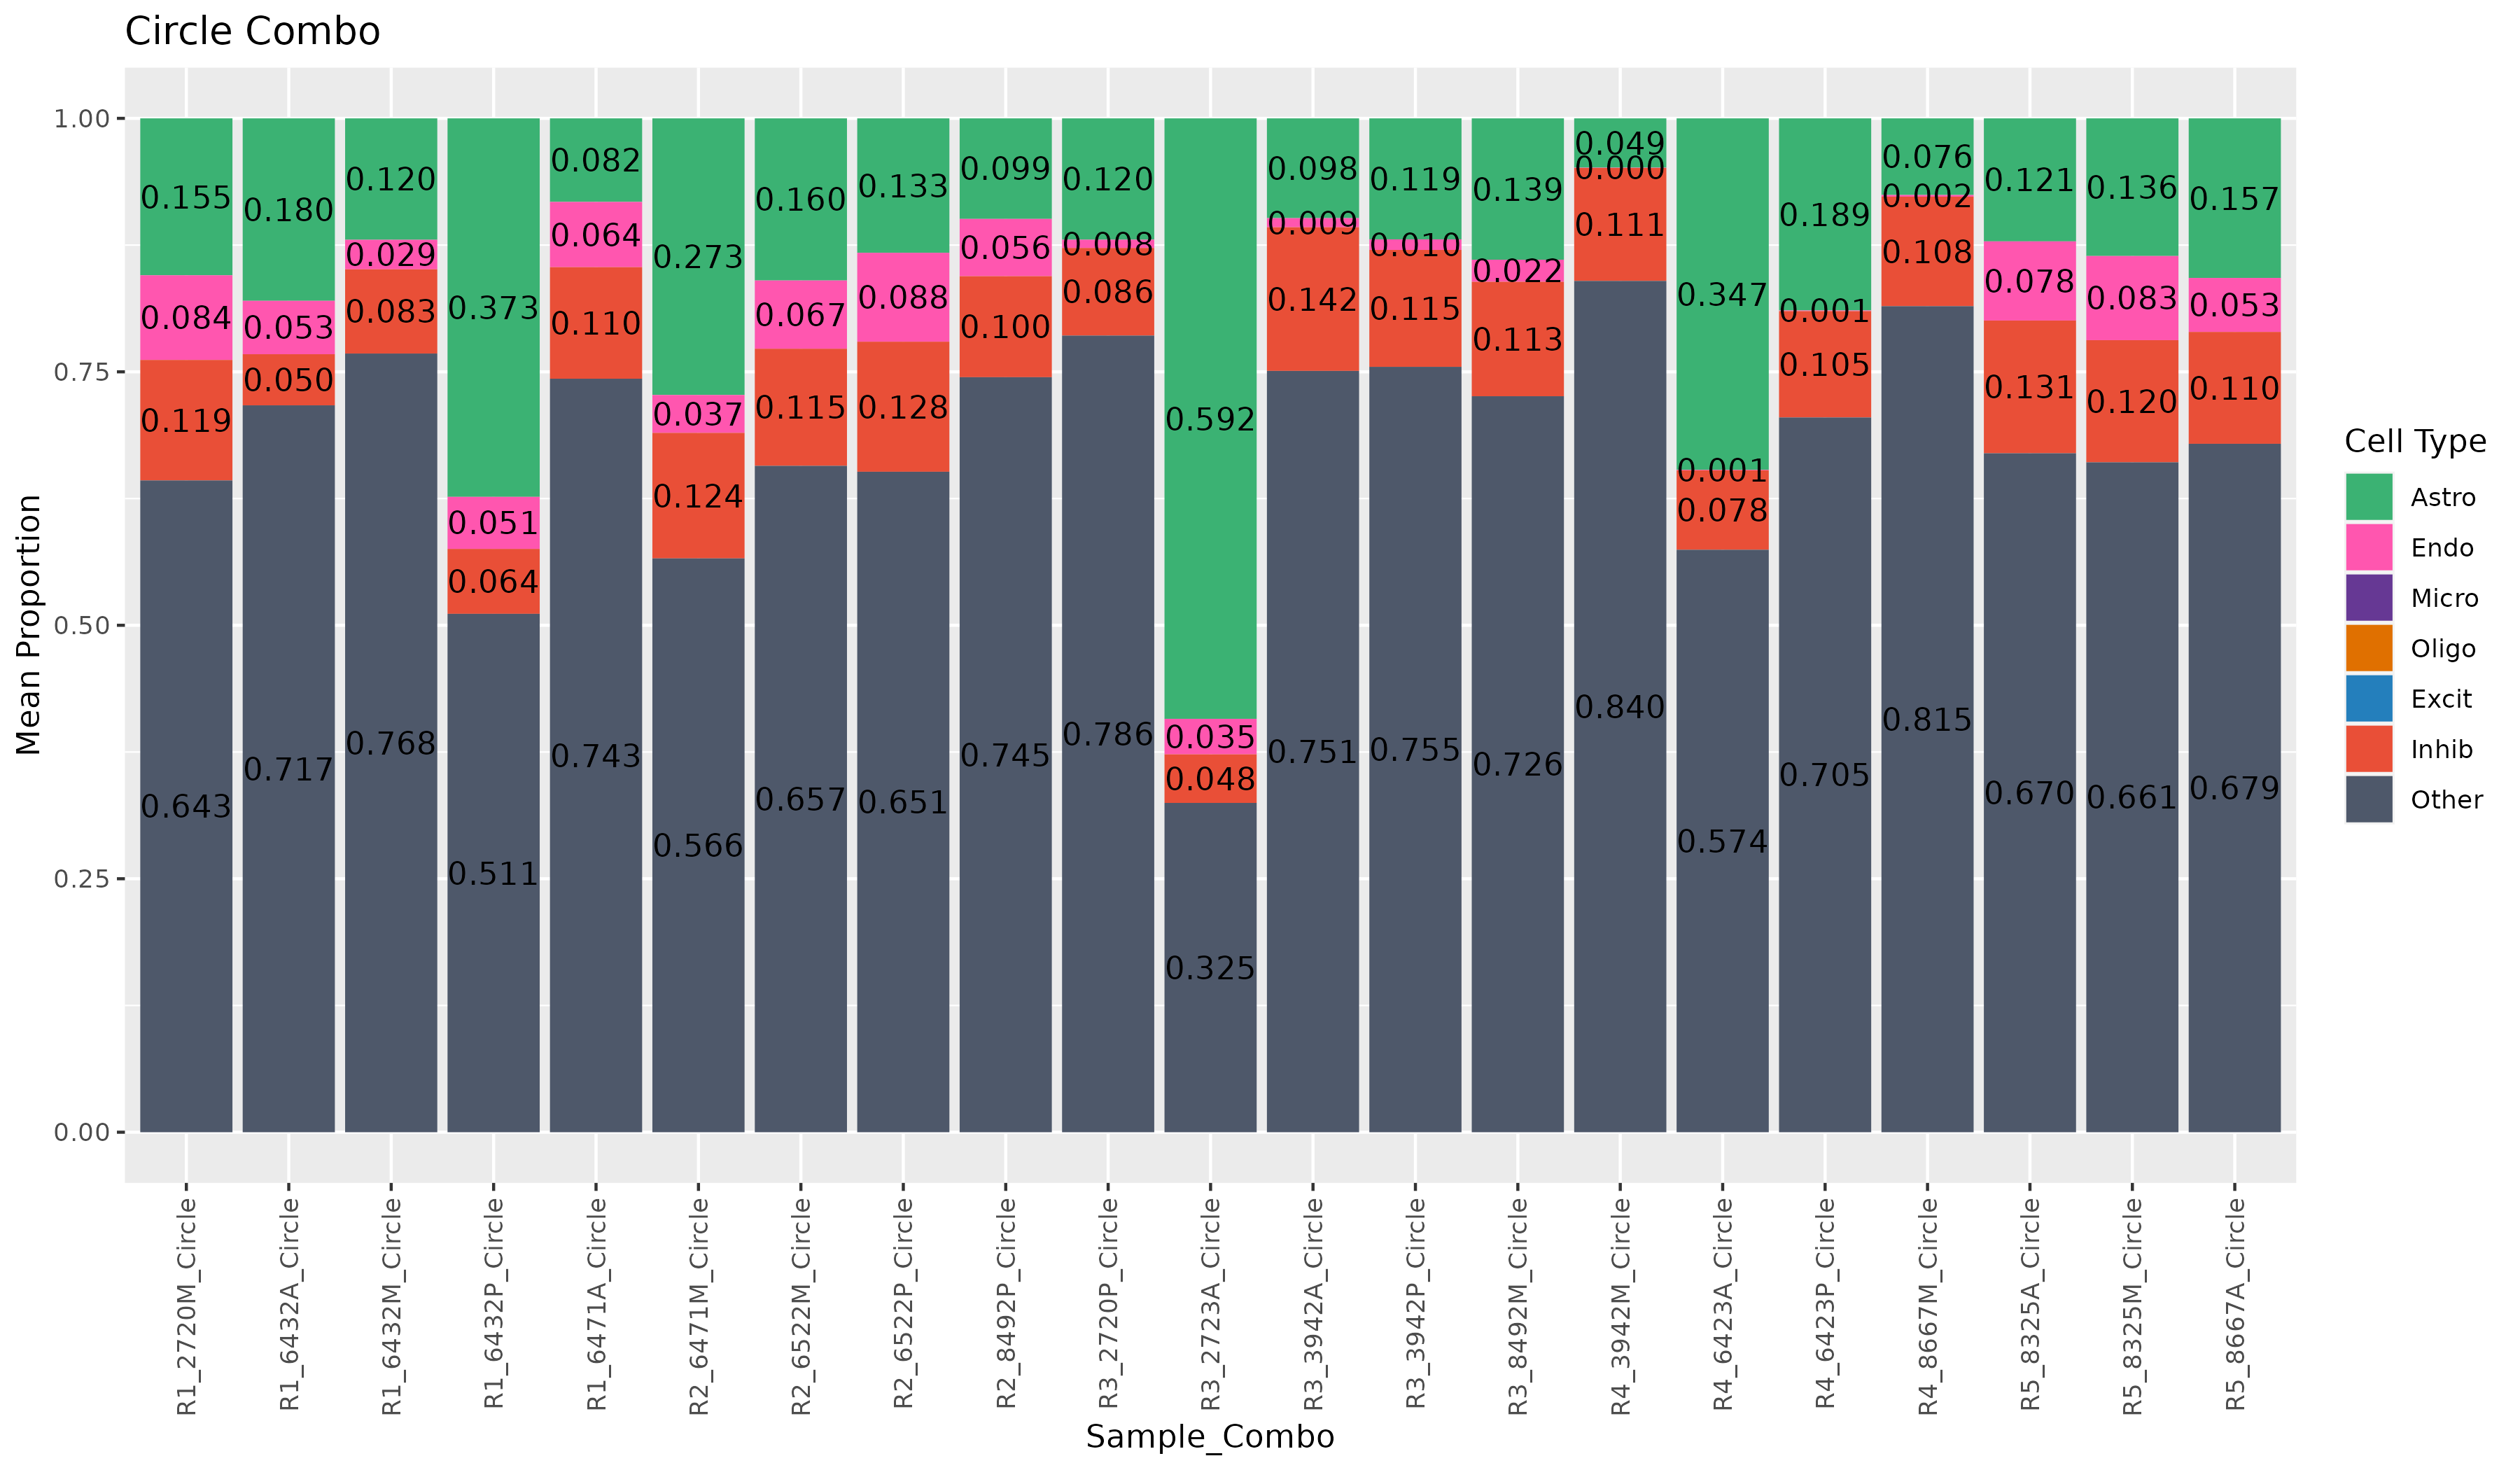 Circle Combo
Mean Proportion
1.00
0.75
0.50
0.25
0.00
0.155
0.084
0.119
0.643
0.180
0.053
0.050
0.717
0.120
0.029
0.083
0.768
0.373
0.051
0.064
0.511
0.082
0.064
0.110
0.743
0.273
0.037
0.124
0.566
0.160
0.067
0.115
0.657
0.133
0.088
0.128
0.651
0.099
0.056
0.100
0.745
0.120
0.008
0.086
0.786
0.592
0.035
0.048
0.325
0.098
0.009
0.142
0.751
0.119
0.010
0.115
0.755
0.139
0.022
0.113
0.726
0.049
0.000
0.111
0.840
0.347
0.001
0.078
0.574
0.189
0.001
0.105
0.705
0.076
0.002
0.108
0.815
0.121
0.078
0.131
0.670
0.136
0.083
0.120
0.661
0.157
0.053
0.110
0.679
R1_2720M_Circle
R1_6432A_Circle
R1_6432M_Circle
R1_6432P_Circle
R1_6471A_Circle
R2_6471M_Circle
R2_6522M_Circle
R2_6522P_Circle
R2_8492P_Circle
R3_2720P_Circle
R3_2723A_Circle
R3_3942A_Circle
R3_3942P_Circle
R3_8492M_Circle
R4_3942M_Circle
R4_6423A_Circle
R4_6423P_Circle
R4_8667M_Circle
R5_8325A_Circle
R5_8325M_Circle
R5_8667A_Circle
Sample_Combo
Cell Type
Astro
Endo
Micro
Oligo
Excit
Inhib
Other